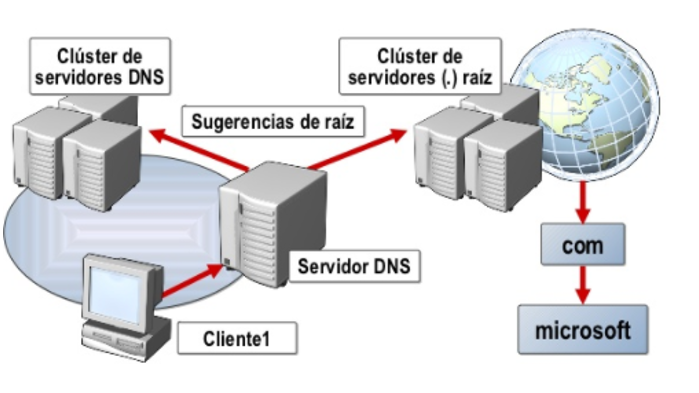 Clúster de
servidores DNS
Clúster de
servidores (.) raíz
Sugerencias de raíz
com
Servidor DNS
microsoft
Cliente1